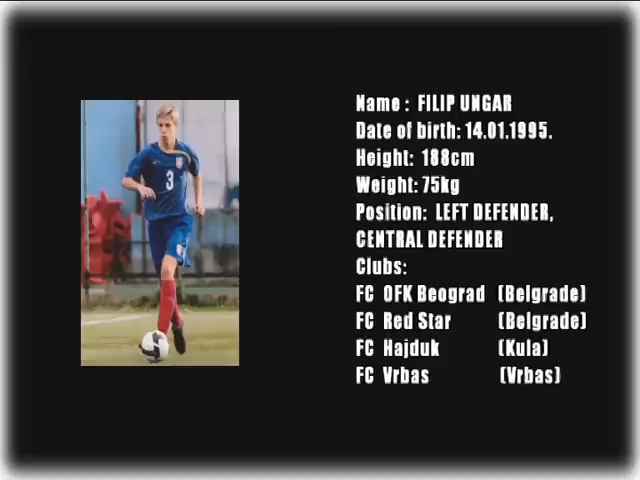 3
Name : FILIP UNGAR
Date of birth: 14.01.1995.
Height: 188cm
Weight: 75kg
Position: LEFT DEFENDER,
CENTRAL DEFENDER
Clubs:
FC OFK Beograd (Belgrade)
FC Red Star (Belgrade)
FC Hajduk (Kula)
FC Vrbas (Vrbas)